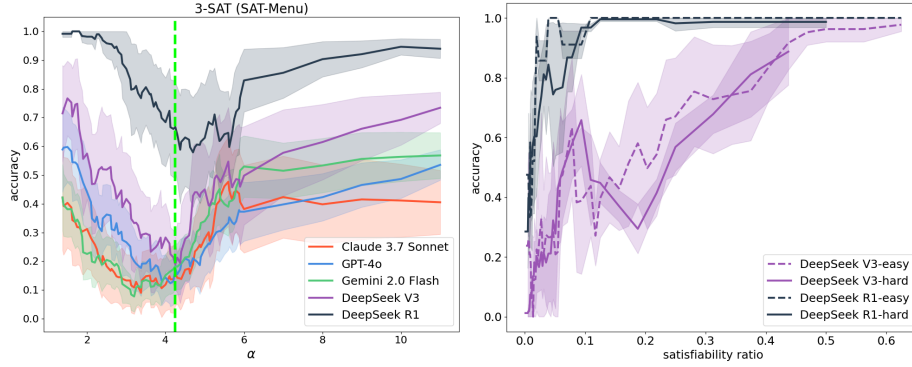 3-SAT (SAT-Menu)
accuracy
1.0
0.9
0.8
0.7
0.6
0.5
0.4
0.3
0.2
0.1
0.0
2
4
6
8
10
α
Claude 3.7 Sonnet
GPT-4o
Gemini 2.0 Flash
DeepSeek V3
DeepSeek R1
accuracy
1.0
0.8
0.6
0.4
0.2
0.0
0.0
0.1
0.2
0.3
0.4
0.5
0.6
satisfiability ratio
DeepSeek V3-easy
DeepSeek V3-hard
DeepSeek R1-easy
DeepSeek R1-hard